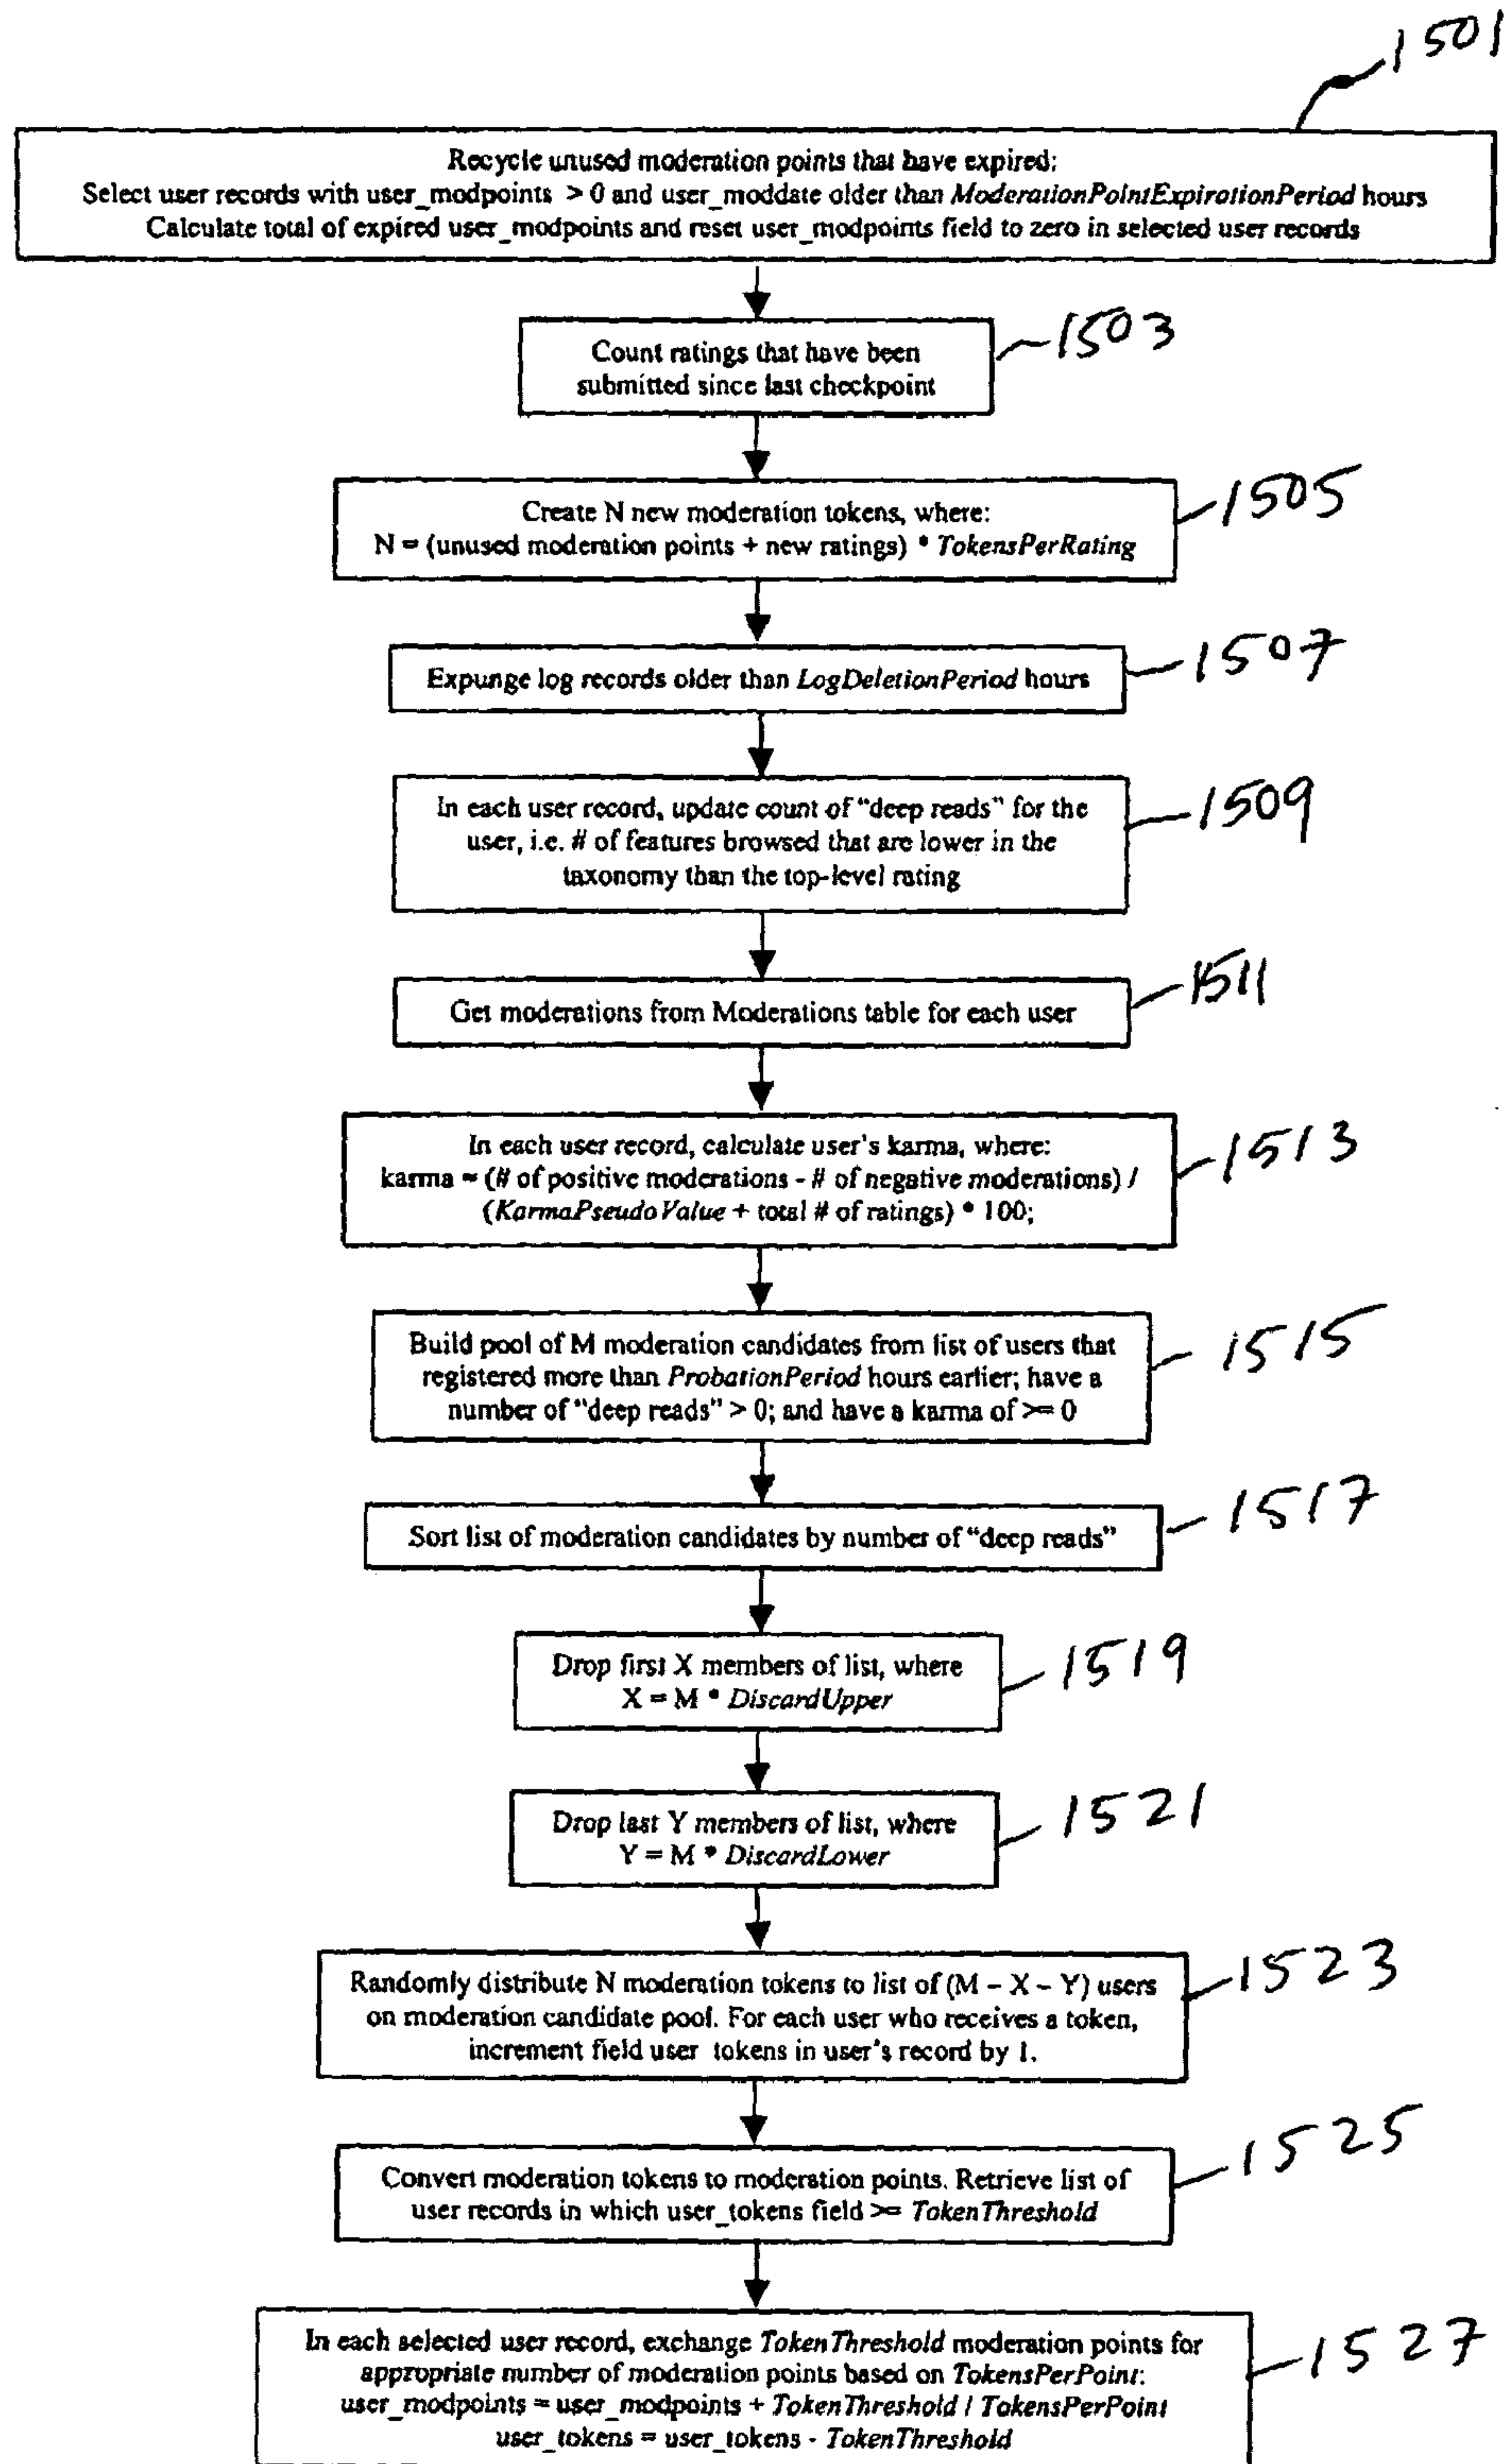 1501
Recycle unused moderation points that have expired:
Select user records with user_modpoints > 0 and user_moddate older than ModerationPointExpirationPeriod hours
Calculate total of expired user_modpoints and reset user_modpoints field to zero in selected user records
1503
Count ratings that have been
submitted since last checkpoint
1505
Create N new moderation tokens, where:
N = (unused moderation points + new ratings) * TokensPerRating
1507
Expunge log records older than LogDeletionPeriod hours
1509
In each user record, update count of "deep reads" for the
user, i.e. # of features browsed that are lower in the
taxonomy than the top-level rating
1511
Get moderations from Moderations table for each user
1513
In each user record, calculate user's karma, where:
karma = (# of positive moderations - # of negative moderations) /
(KarmaPseudoValue + total # of ratings) * 100;
1515
Build pool of M moderation candidates from list of users that
registered more than ProbationPeriod hours earlier; have a
number of "deep reads" > 0; and have a karma of >= 0
1517
Sort list of moderation candidates by number of "deep reads"
1519
Drop first X members of list, where
X = M * DiscardUpper
1521
Drop last Y members of list, where
Y = M * DiscardLower
1523
Randomly distribute N moderation tokens to list of (M – X – Y) users
on moderation candidate pool. For each user who receives a token,
increment field user tokens in user's record by 1.
1525
Convert moderation tokens to moderation points. Retrieve list of
user records in which user_tokens field >= TokenThreshold
1527
In each selected user record, exchange TokenThreshold moderation points for
appropriate number of moderation points based on TokensPerPoint:
user_modpoints = user_modpoints + TokenThreshold / TokensPerPoint
user_tokens = user_tokens - TokenThreshold